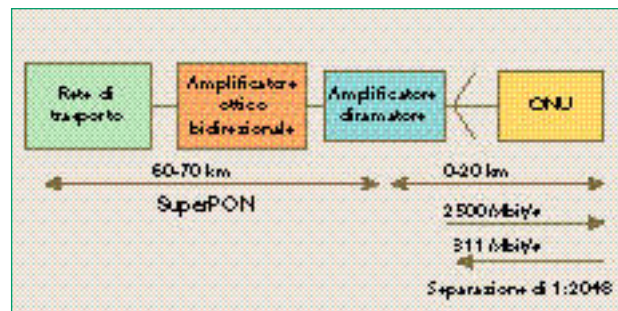 Rete di
trasporto
Amplificatore
ottico
bidirezionale
Amplificatore
diramatore
ONU
60-70 km
0-20 km
SuperPON
2500 Mbit/s
311 Mbit/s
Separazione di 1:2048